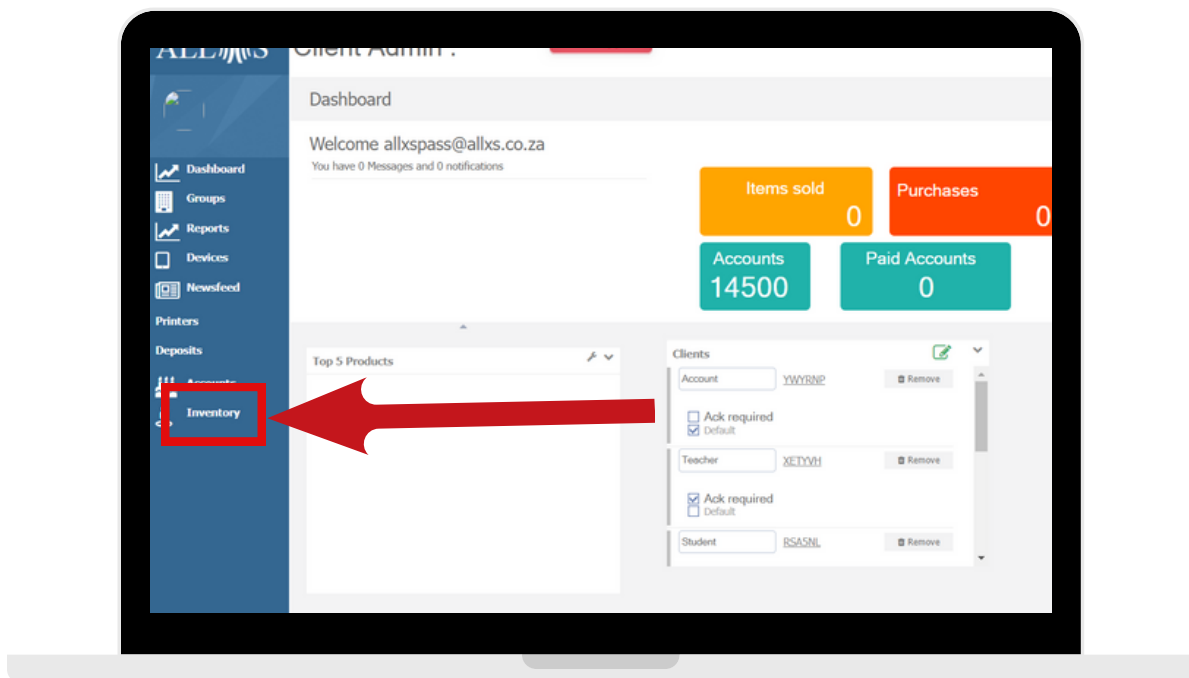 ALLXS
Client Admin :
Dashboard
Welcome allxspass@allxs.co.za
You have 0 Messages and 0 notifications
Dashboard
Groups
Reports
Devices
Newsfeed
Printers
Deposits
Accounts
Inventory
Items sold
0
Purchases
0
Accounts
14500
Paid Accounts
0
Top 5 Products
Clients
Account YWYRNP Remove
Ack required
Default
Teacher XETYVH Remove
Ack required
Default
Student RSA5NL Remove